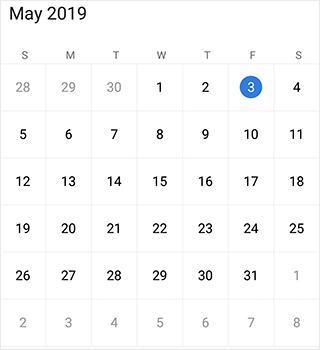 May 2019
S M T W T F S
28 29 30 1 2 3 4
5 6 7 8 9 10 11
12 13 14 15 16 17 18
19 20 21 22 23 24 25
26 27 28 29 30 31 1
2 3 4 5 6 7 8